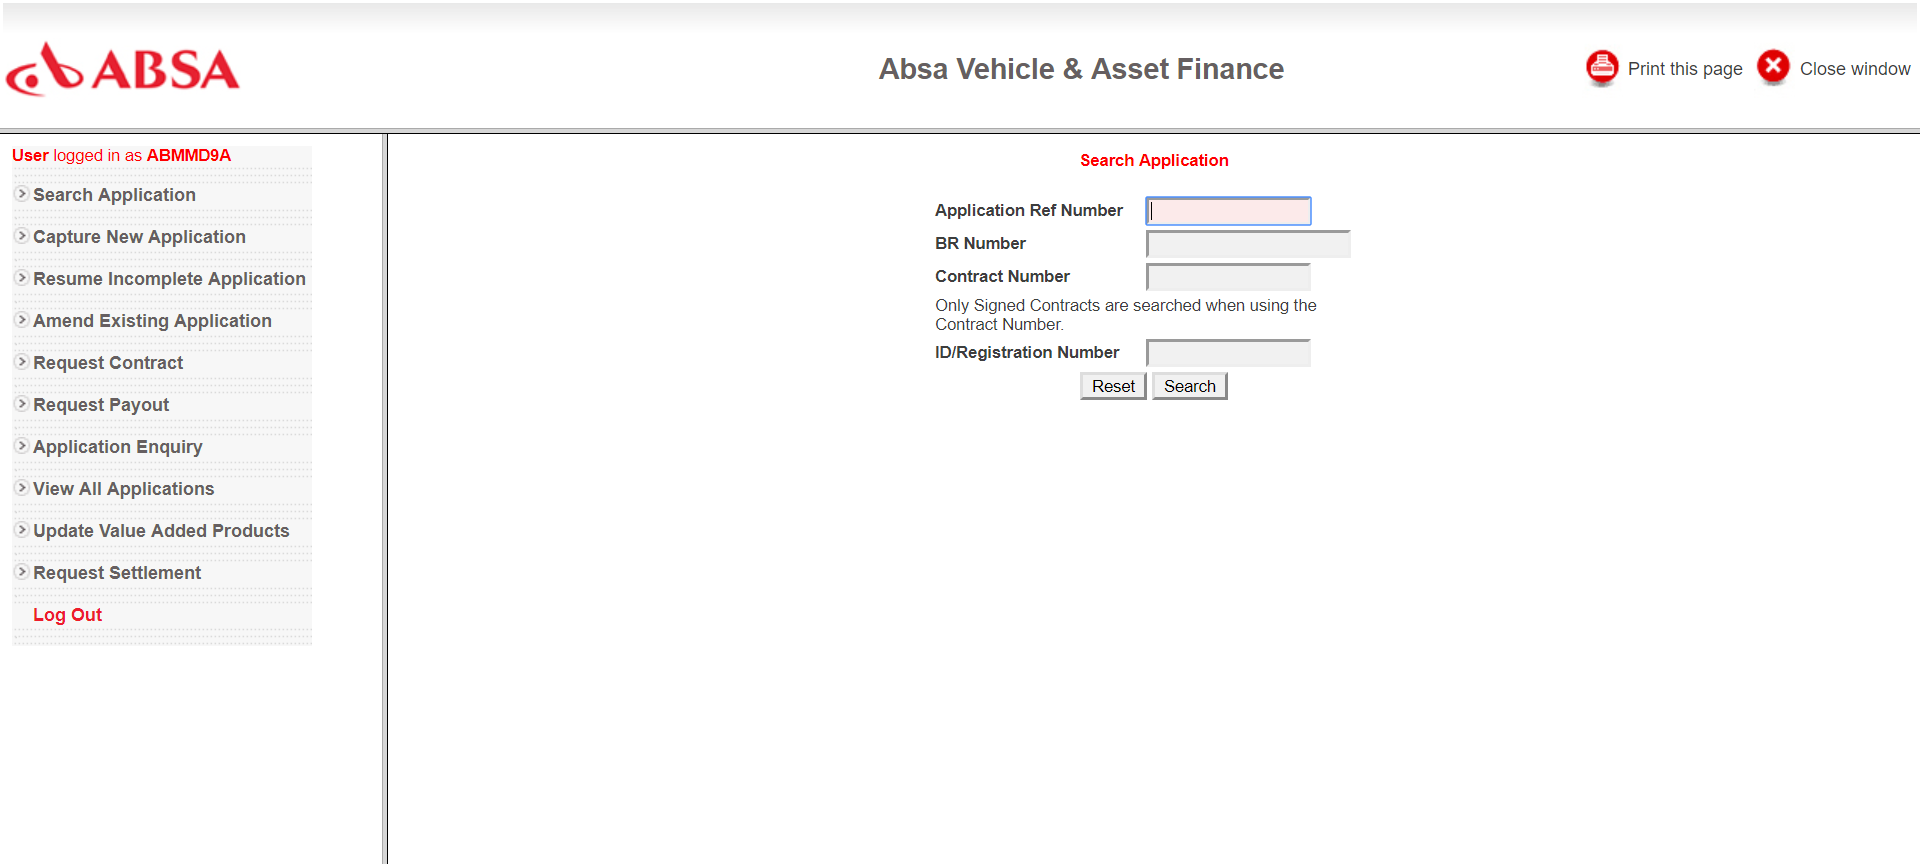 ABSA
Absa Vehicle & Asset Finance
Print this page
Close window
User logged in as ABMMD9A
Search Application
Capture New Application
Resume Incomplete Application
Amend Existing Application
Request Contract
Request Payout
Application Enquiry
View All Applications
Update Value Added Products
Request Settlement
Log Out
Search Application
Application Ref Number
BR Number
Contract Number
Only Signed Contracts are searched when using the
Contract Number.
ID/Registration Number
Reset Search